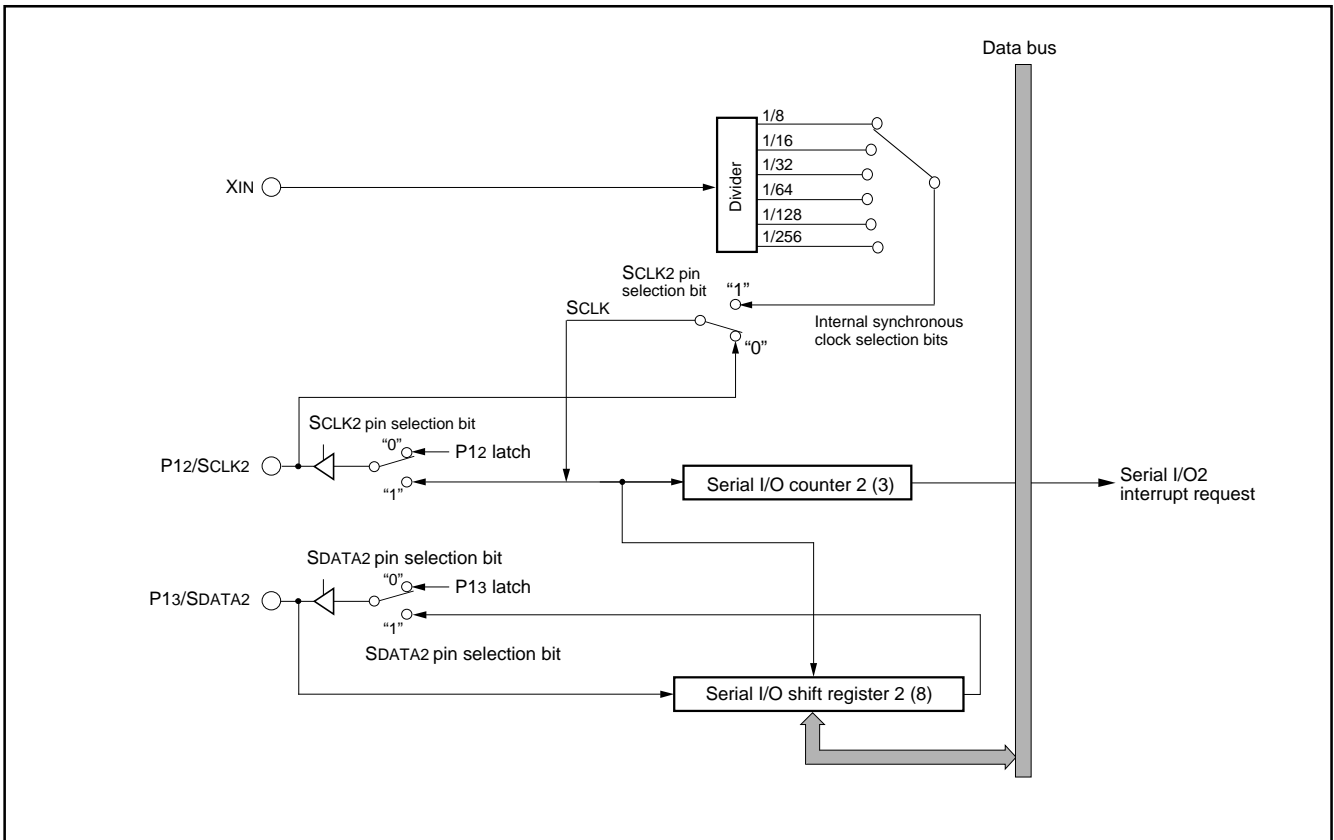 Data bus
1/8
1/16
1/32
1/64
1/128
1/256
Divider
XIN
SCLK2 pin
selection bit
“1”
SCLK
“0”
Internal synchronous
clock selection bits
SCLK2 pin selection bit
“0”
P12 latch
P12/SCLK2
“1”
Serial I/O counter 2 (3)
Serial I/O2
interrupt request
SDATA2 pin selection bit
“0”
P13 latch
P13/SDATA2
“1”
SDATA2 pin selection bit
Serial I/O shift register 2 (8)